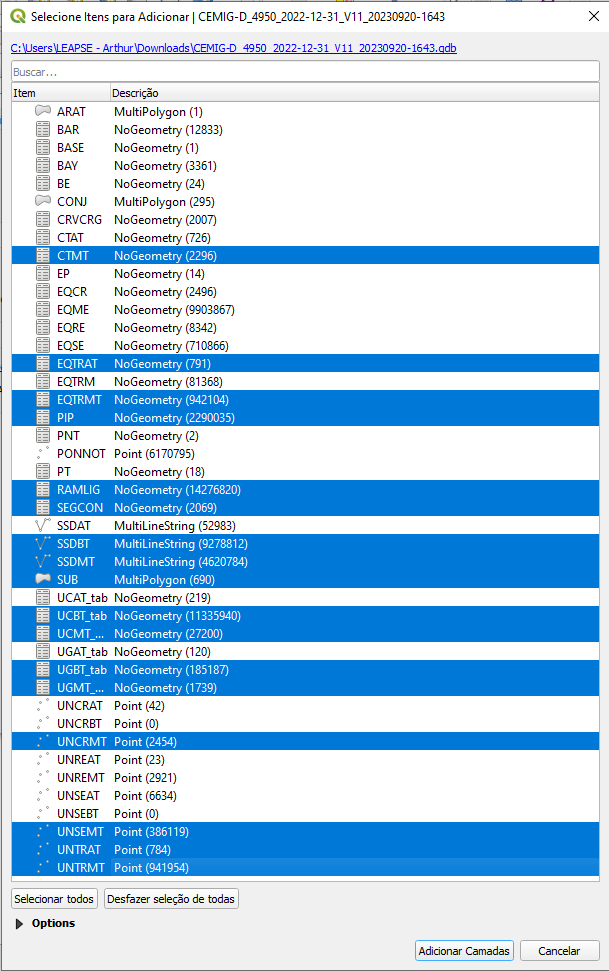 Selecione Itens para Adicionar | CEMIG-D_4950_2022-12-31_V11_20230920-1643
C:\Users\LEAPSE - Arthur\Downloads\CEMIG-D_4950_2022-12-31_V11_20230920-1643.gdb
Buscar...
Item Descrição
ARAT MultiPolygon (1)
BAR NoGeometry (12833)
BASE NoGeometry (1)
BAY NoGeometry (3361)
BE NoGeometry (24)
CONJ MultiPolygon (295)
CRVCRG NoGeometry (2007)
CTAT NoGeometry (726)
CTMT NoGeometry (2296)
EP NoGeometry (14)
EQCR NoGeometry (2496)
EQME NoGeometry (9903867)
EQRE NoGeometry (8342)
EQSE NoGeometry (710866)
EQTRAT NoGeometry (791)
EQTRM NoGeometry (81368)
EQTRMT NoGeometry (942104)
PIP NoGeometry (2290035)
PNT NoGeometry (2)
PONNOT Point (6170795)
PT NoGeometry (18)
RAMLIG NoGeometry (14276820)
SEGCON NoGeometry (2069)
SSDAT MultiLineString (52983)
SSDBT MultiLineString (9278812)
SSDMT MultiLineString (4620784)
SUB MultiPolygon (690)
UCAT_tab NoGeometry (219)
UCBT_tab NoGeometry (11335940)
UCMT_... NoGeometry (27200)
UGAT_tab NoGeometry (120)
UGBT_tab NoGeometry (185187)
UGMT_... NoGeometry (1739)
UNCRAT Point (42)
UNCRBT Point (0)
UNCRMT Point (2454)
UNREAT Point (23)
UNREMT Point (2921)
UNSEAT Point (6634)
UNSEBT Point (0)
UNSEMT Point (386119)
UNTRAT Point (784)
UNTRMT Point (941954)
Selecionar todos Desfazer seleção de todas
Options
Adicionar Camadas Cancelar